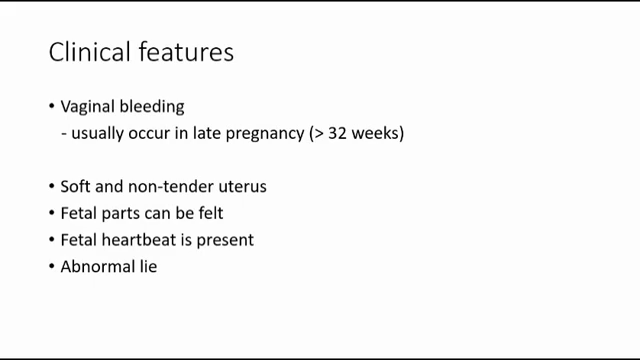 Clinical features
• Vaginal bleeding
- usually occur in late pregnancy (> 32 weeks)
• Soft and non-tender uterus
• Fetal parts can be felt
• Fetal heartbeat is present
• Abnormal lie